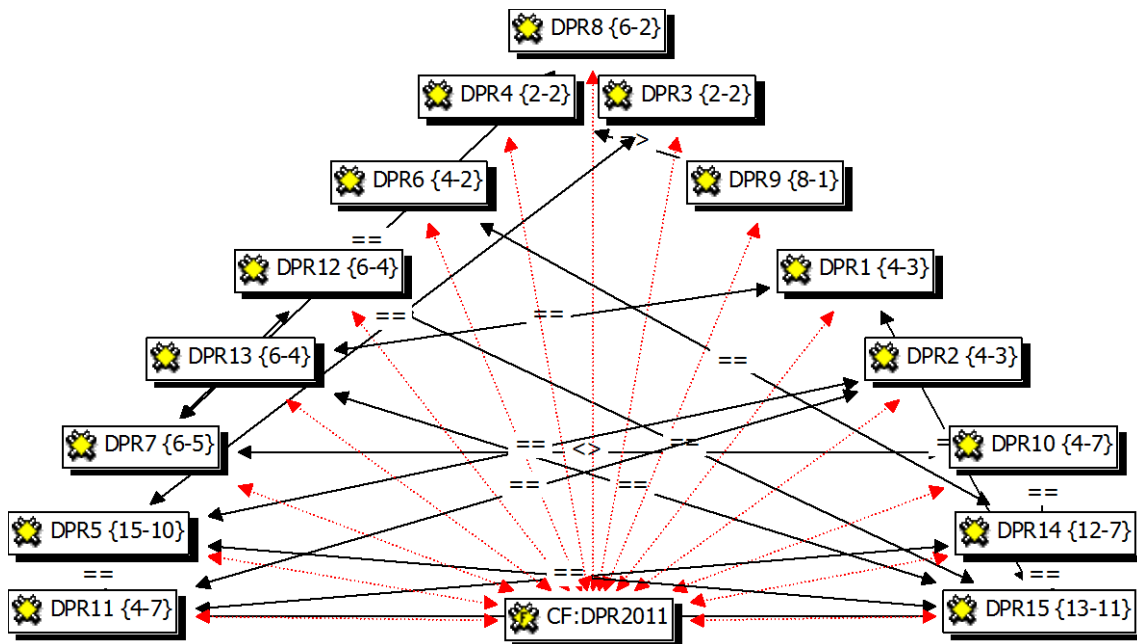 DPR8 {6-2}
DPR4 {2-2}
DPR3 {2-2}
=>
DPR6 {4-2}
DPR9 {8-1}
==
DPR12 {6-4}
DPR1 {4-3}
==
==
DPR13 {6-4}
==
DPR2 {4-3}
DPR7 {6-5}
==
<>
==
DPR10 {4-7}
==
==
==
DPR5 {15-10}
DPR14 {12-7}
==
==
==
DPR11 {4-7}
CF:DPR2011
DPR15 {13-11}